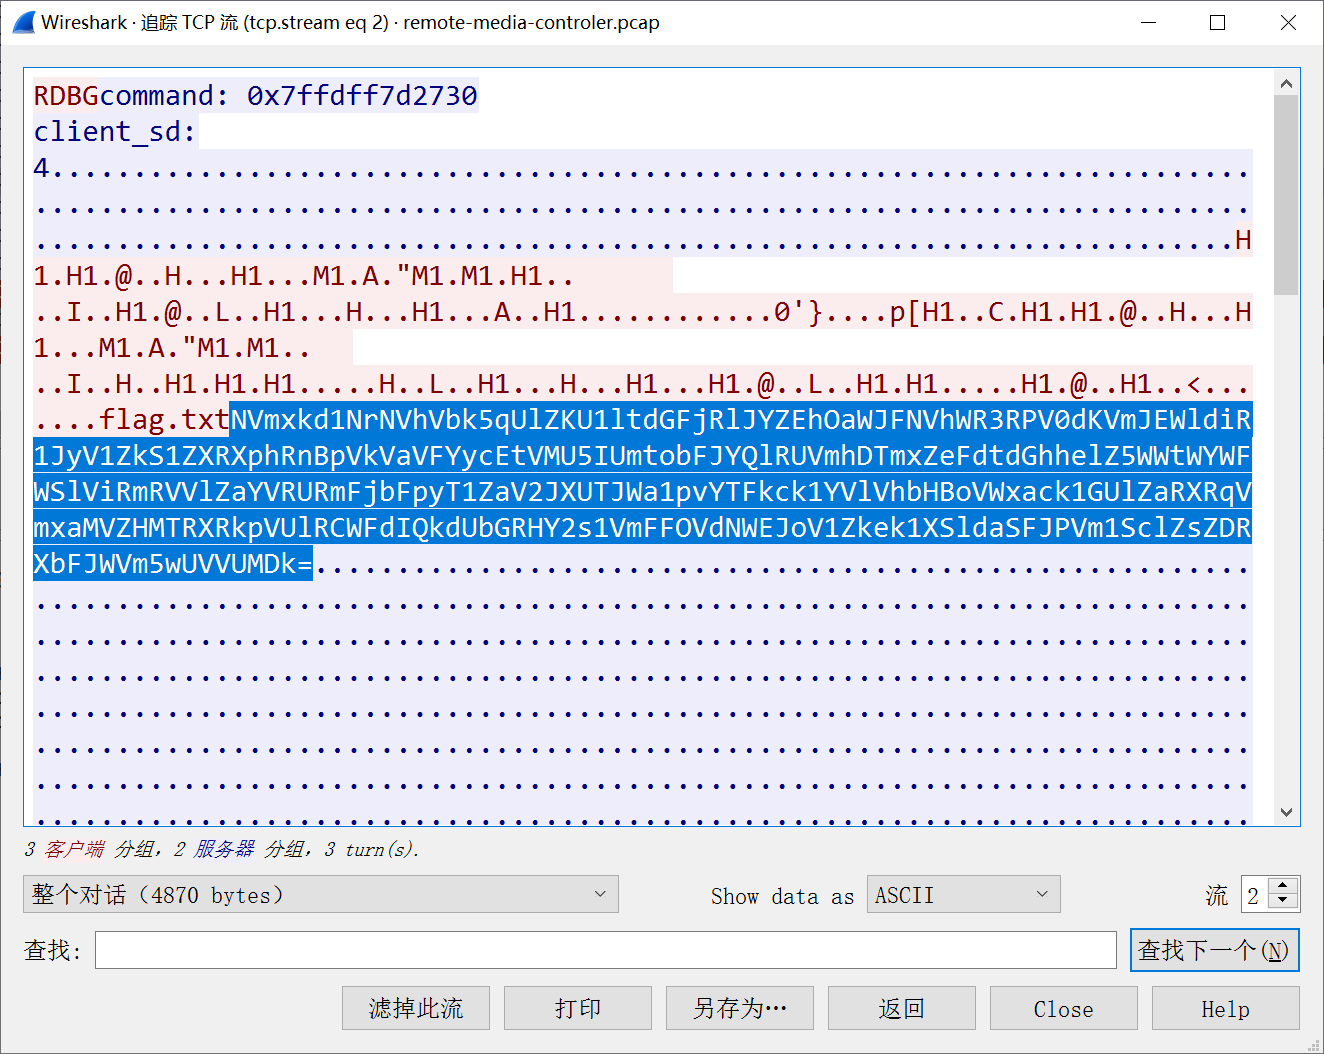 Wireshark · 追踪 TCP 流 (tcp.stream eq 2) · remote-media-controler.pcap
RDBGcommand: 0x7ffdff7d2730
client_sd:
4..........................................................................
...........................................................................
..........................................................................H
1.H1.@..H...H1...M1.A."M1.M1.H1..
..I..H1.@..L..H1...H...H1...A..H1............0'}....p[H1..C.H1.H1.@..H...H
1...M1.A."M1.M1..
..I..H..H1.H1.H1.....H..L..H1...H...H1...H1.@..L..H1.H1.....H1.@..H1..<...
....flag.txtNVmxkd1NrNVhVbk5qUlZKU1ltdGFjRlJYZEhOaWJFNVhWR3RPV0dKVmJEWldiR
1JyV1ZkS1ZXRXphRnBpVkVaVFYycEtVMU5IUmtobFJYQlRUVmhDTmxZeFdtdGhhelZ5WWtWYWF
WSlViRmRVVlZaYVRURmFjbFpyT1ZaV2JXUTJWa1pvYTFkck1YVlVhbHBoVWxack1GUlZaRXRqV
mxaMVZHMTRXRkpVUlRCWFdIQkdUbGRHY2s1VmFFOVdNWEJoV1Zkek1XSldaSFJPVm1SclZsZDR
XbFJWVm5wUVVUMDk=..........................................................
...........................................................................
...........................................................................
...........................................................................
...........................................................................
...........................................................................
...........................................................................
...........................................................................
3 客户端 分组，2 服务器 分组，3 turn(s).
整个对话（4870 bytes）
Show data as
ASCII
流
2
查找:
查找下一个(N)
滤掉此流
打印
另存为…
返回
Close
Help